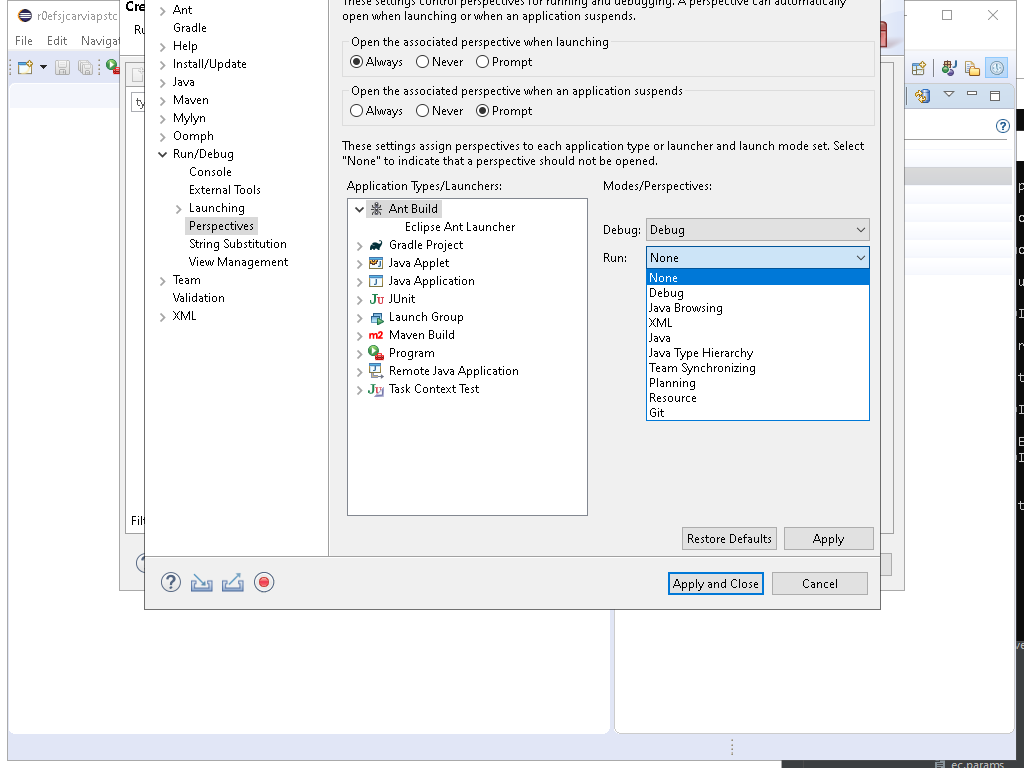 These settings control perspectives for running and debugging. A perspective can automatically
open when launching or when an application suspends.
r0efsjcarviapstc
Cre
File Edit Navigat
Ru
ty
Filt
Ant
Gradle
Help
Install/Update
Java
Maven
Mylyn
Oomph
Run/Debug
Console
External Tools
Launching
Perspectives
String Substitution
View Management
Team
Validation
XML
Open the associated perspective when launching
Always Never Prompt
Open the associated perspective when an application suspends
Always Never Prompt
These settings assign perspectives to each application type or launcher and launch mode set. Select
"None" to indicate that a perspective should not be opened.
Application Types/Launchers:
Ant Build
Eclipse Ant Launcher
Gradle Project
Java Applet
Java Application
JUnit
Launch Group
m2 Maven Build
Program
Remote Java Application
Task Context Test
Modes/Perspectives:
Debug: Debug
Run: None
None
Debug
Java Browsing
XML
Java
Java Type Hierarchy
Team Synchronizing
Planning
Resource
Git
Restore Defaults Apply
Apply and Close Cancel
ec.params